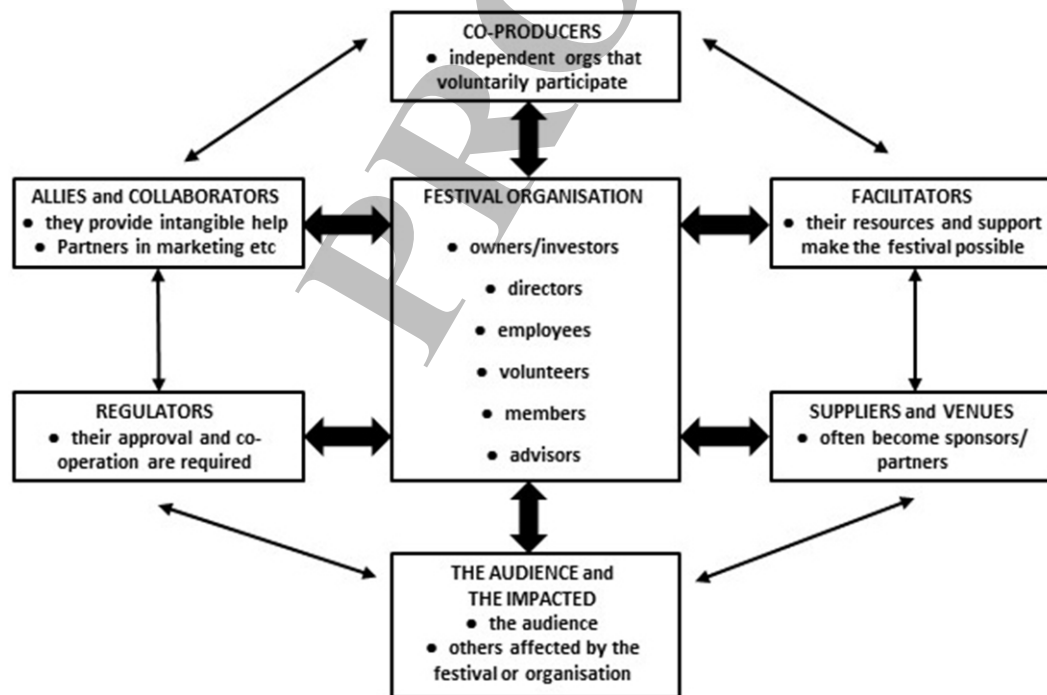 CO-PRODUCERS
● independent orgs that
voluntarily participate
ALLIES and COLLABORATORS
● they provide intangible help
● Partners in marketing etc
FESTIVAL ORGANISATION
● owners/investors
● directors
● employees
● volunteers
● members
● advisors
FACILITATORS
● their resources and support
make the festival possible
REGULATORS
● their approval and co-
operation are required
SUPPLIERS and VENUES
● often become sponsors/
partners
THE AUDIENCE and
THE IMPACTED
● the audience
● others affected by the
festival or organisation